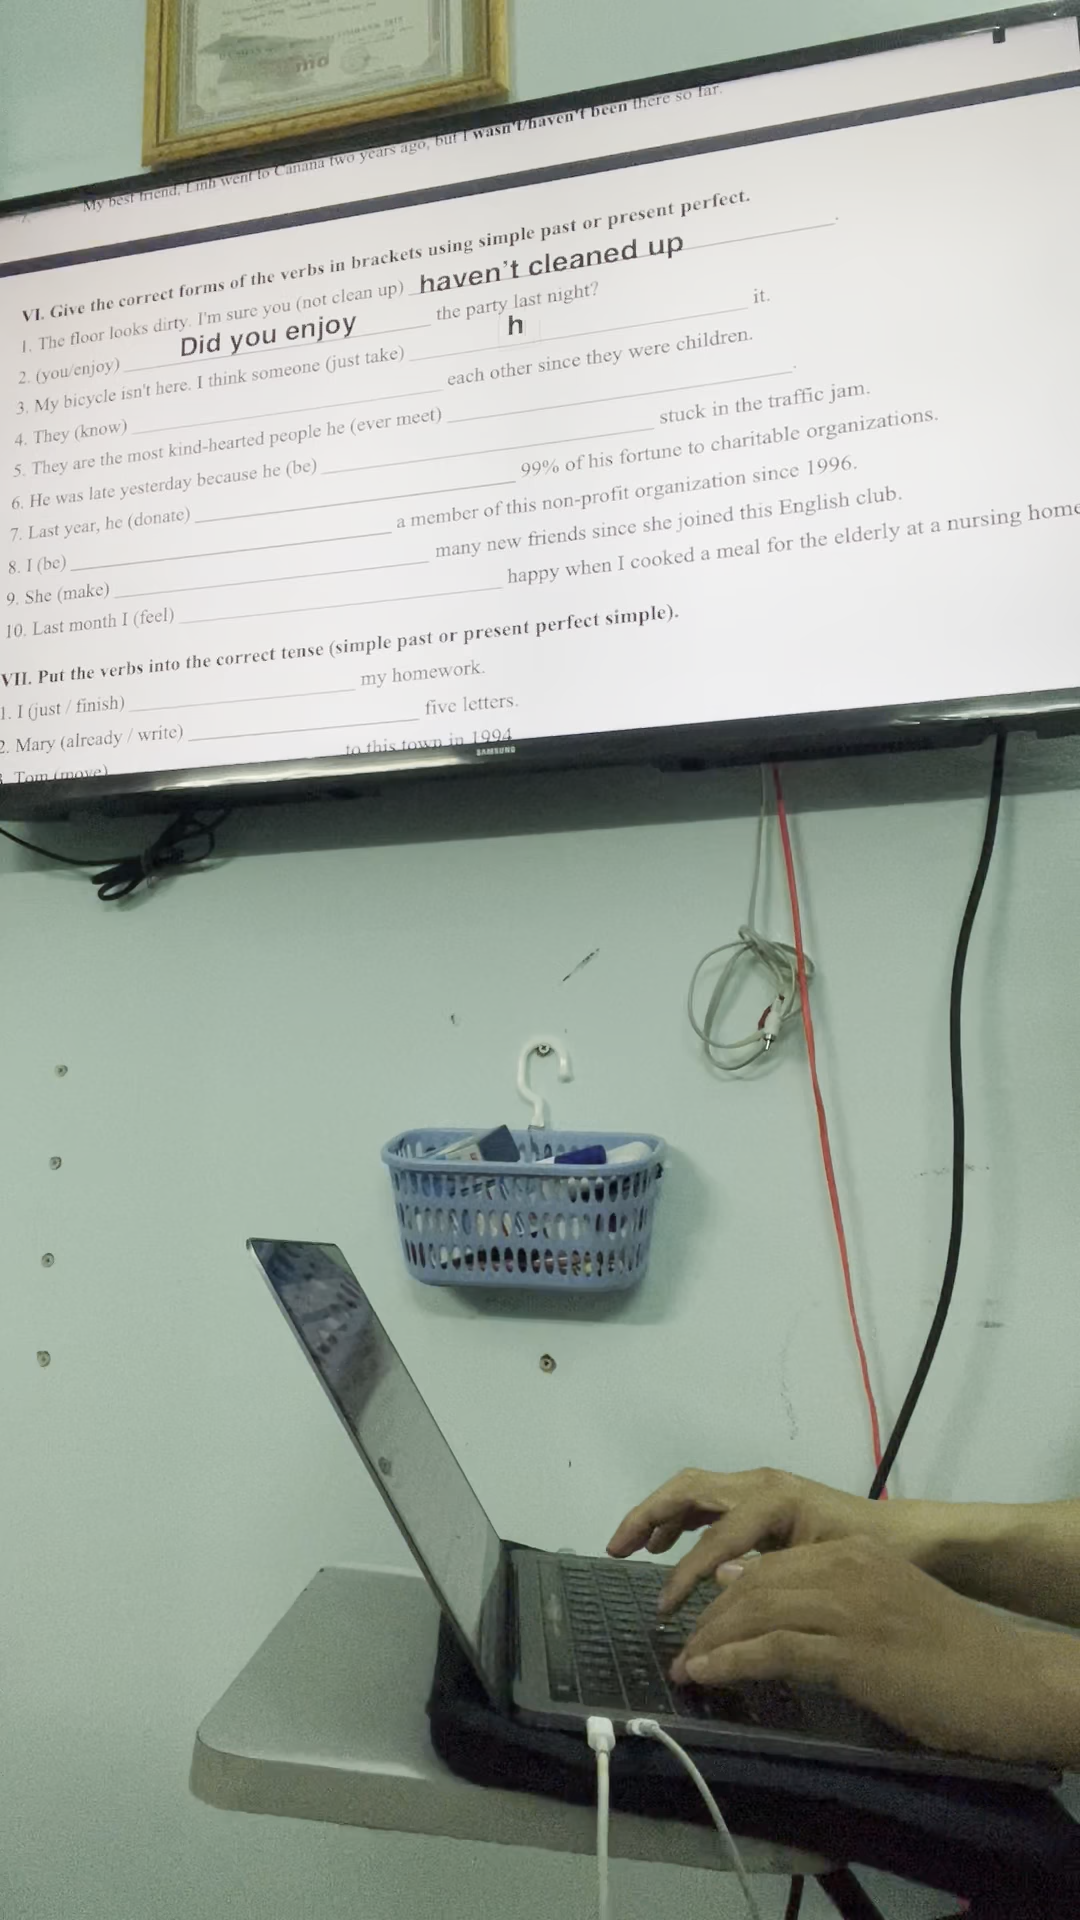 My best friend, Linh went to Canana two years ago, but I wasn't/haven't been there so far.
VI. Give the correct forms of the verbs in brackets using simple past or present perfect.
1. The floor looks dirty. I'm sure you (not clean up) haven't cleaned up.
2. (you/enjoy) Did you enjoy the party last night?
3. My bicycle isn't here. I think someone (just take) h it.
4. They (know) each other since they were children.
5. They are the most kind-hearted people he (ever meet) .
6. He was late yesterday because he (be) stuck in the traffic jam.
7. Last year, he (donate) 99% of his fortune to charitable organizations.
8. I (be) a member of this non-profit organization since 1996.
9. She (make) many new friends since she joined this English club.
10. Last month I (feel) happy when I cooked a meal for the elderly at a nursing home
VII. Put the verbs into the correct tense (simple past or present perfect simple).
1. I (just / finish) my homework.
2. Mary (already / write) five letters.
Tom (move) to this town in 1994
SAMSUNG